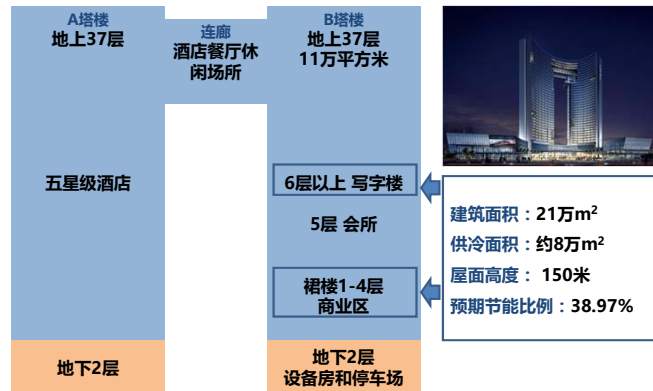 A塔楼
地上37层
连廊
酒店餐厅休
闲场所
B塔楼
地上37层
11万平方米
五星级酒店
6层以上 写字楼
5层 会所
裙楼1-4层
商业区
地下2层
地下2层
设备房和停车场
建筑面积：21万m²
供冷面积：约8万m²
屋面高度： 150米
预期节能比例：38.97%